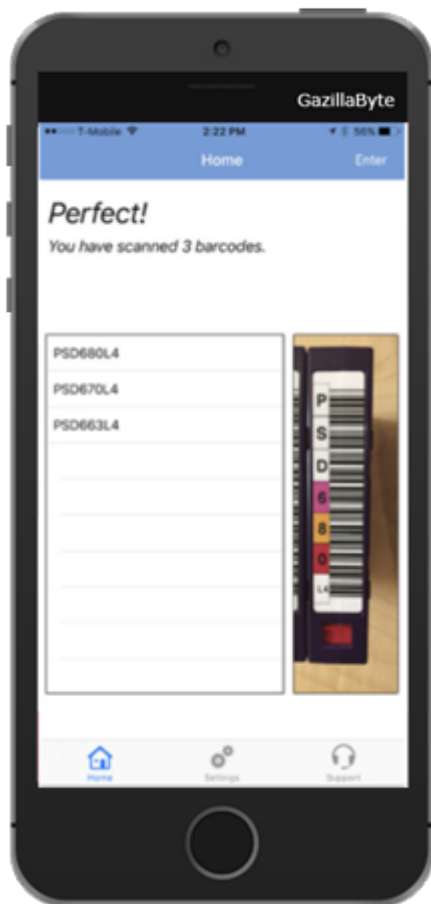 GazillaByte
T-Mobile 2:22 PM 56%
Home Enter
Perfect!
You have scanned 3 barcodes.
PSD680L4
PSD670L4
PSD663L4
P
S
D
6
8
0
L4
Home Settings Support